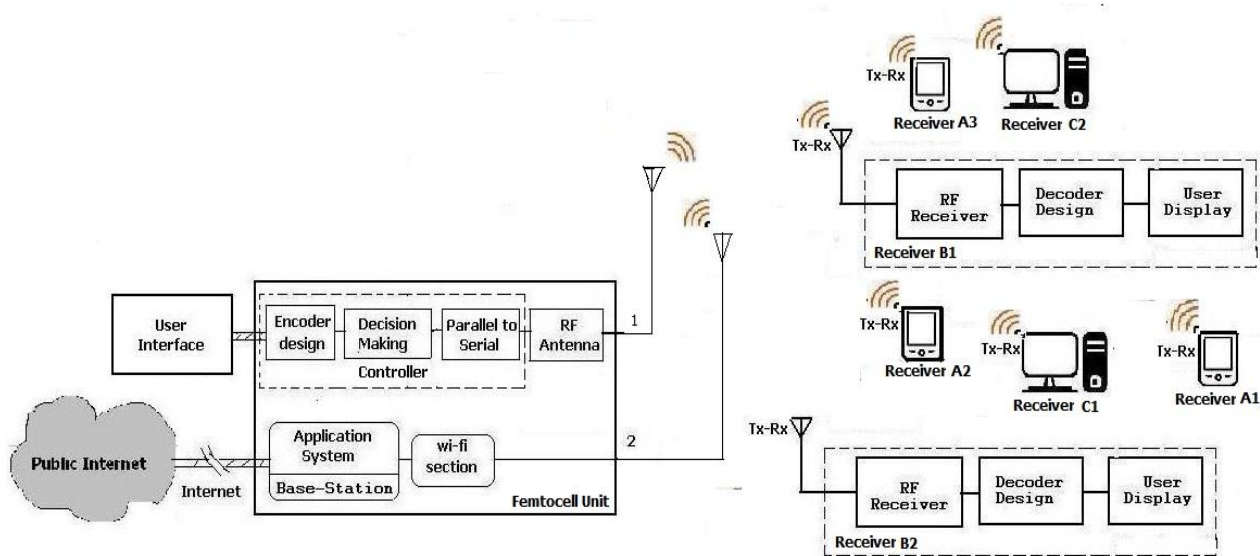 Tx-Rx
Receiver A3
Receiver C2
Tx-Rx
RF
Receiver
Decoder
Design
User
Display
Receiver B1
User
Interface
Encoder
design
Decision
Making
Parallel to
Serial
Controller
RF
Antenna
1
Tx-Rx
Receiver A2
Tx-Rx
Receiver
C1
Tx-Rx
Receiver A1
Public Internet
Internet
Application
System
Base-Station
wi-fi
section
2
Femtocell Unit
Tx-Rx
RF
Receiver
Decoder
Design
User
Display
Receiver B2